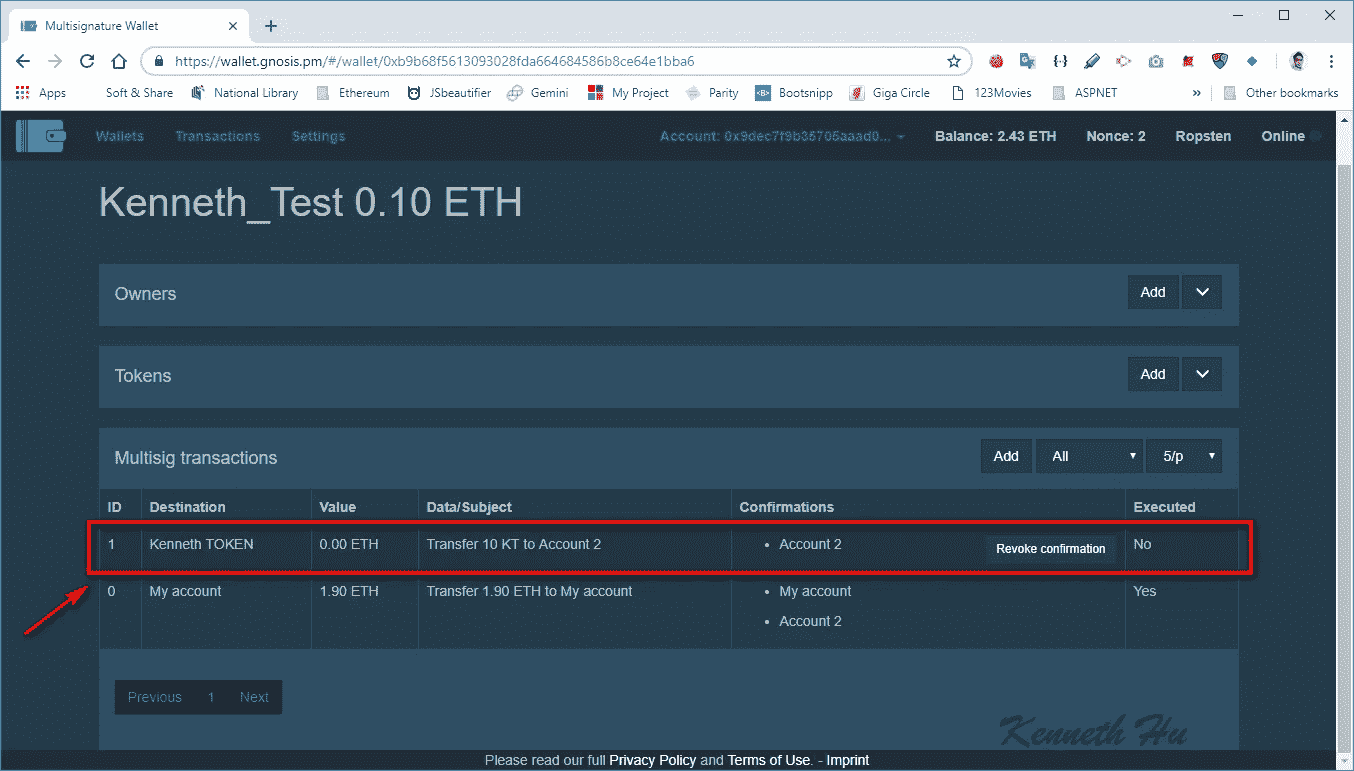 Multisignature Wallet
https://wallet.gnosis.pm/#/wallet/0xb9b68f5613093028fda664684586b8ce64e1bba6
Apps Soft & Share National Library Ethereum JSbeautifier Gemini My Project Parity <B> Bootsnipp Giga Circle 123Movies ASPNET » Other bookmarks
Wallets Transactions Settings Account: 0x9dec7f9b35705aaad0... Balance: 2.43 ETH Nonce: 2 Ropsten Online
Kenneth_Test 0.10 ETH
Owners Add
Tokens Add
Multisig transactions Add All 5/p
ID Destination Value Data/Subject Confirmations Executed
1 Kenneth TOKEN 0.00 ETH Transfer 10 KT to Account 2 • Account 2 Revoke confirmation No
0 My account 1.90 ETH Transfer 1.90 ETH to My account • My account Yes
• Account 2
Previous 1 Next
Kenneth Hu
Please read our full Privacy Policy and Terms of Use. - Imprint